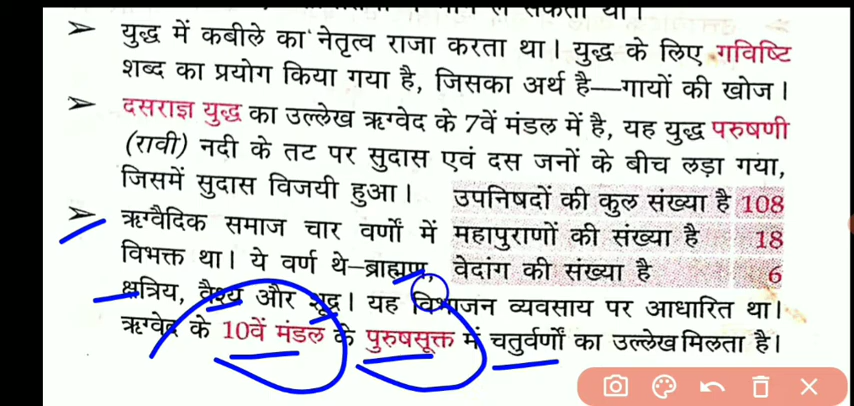 युद्ध में कबीले का नेतृत्व राजा करता था। युद्ध के लिए गविष्टि
शब्द का प्रयोग किया गया है, जिसका अर्थ है—गायों की खोज।
दसराज्ञ युद्ध का उल्लेख ऋग्वेद के 7वें मंडल में है, यह युद्ध परुषणी
(रावी) नदी के तट पर सुदास एवं दस जनों के बीच लड़ा गया,
जिसमें सुदास विजयी हुआ।
ऋग्वैदिक समाज चार वर्णों में
विभक्त था। ये वर्ण थे–ब्राह्मण,
उपनिषदों की कुल संख्या है 108
महापुराणों की संख्या है 18
वेदांग की संख्या है 6
क्षत्रिय, वैश्य और शूद्र। यह विभाजन व्यवसाय पर आधारित था।
ऋग्वेद के 10वें मंडल के पुरुषसूक्त में चतुर्वर्णों का उल्लेख मिलता है।